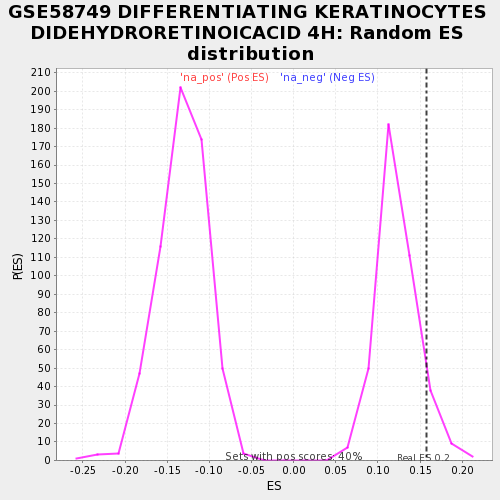 GSE58749 DIFFERENTIATING KERATINOCYTES
DIDEHYDRORETINOICACID 4H: Random ES
distribution
'na_pos' (Pos ES) 'na_neg' (Neg ES)
210
200
190
180
170
160
150
140
130
120
110
100
90
80
70
60
50
40
30
20
10
0
P(ES)
Sets with pos scores: 40%
Real ES 0.2
-0.25 -0.20 -0.15 -0.10 -0.05 0.00 0.05 0.10 0.15 0.20
ES